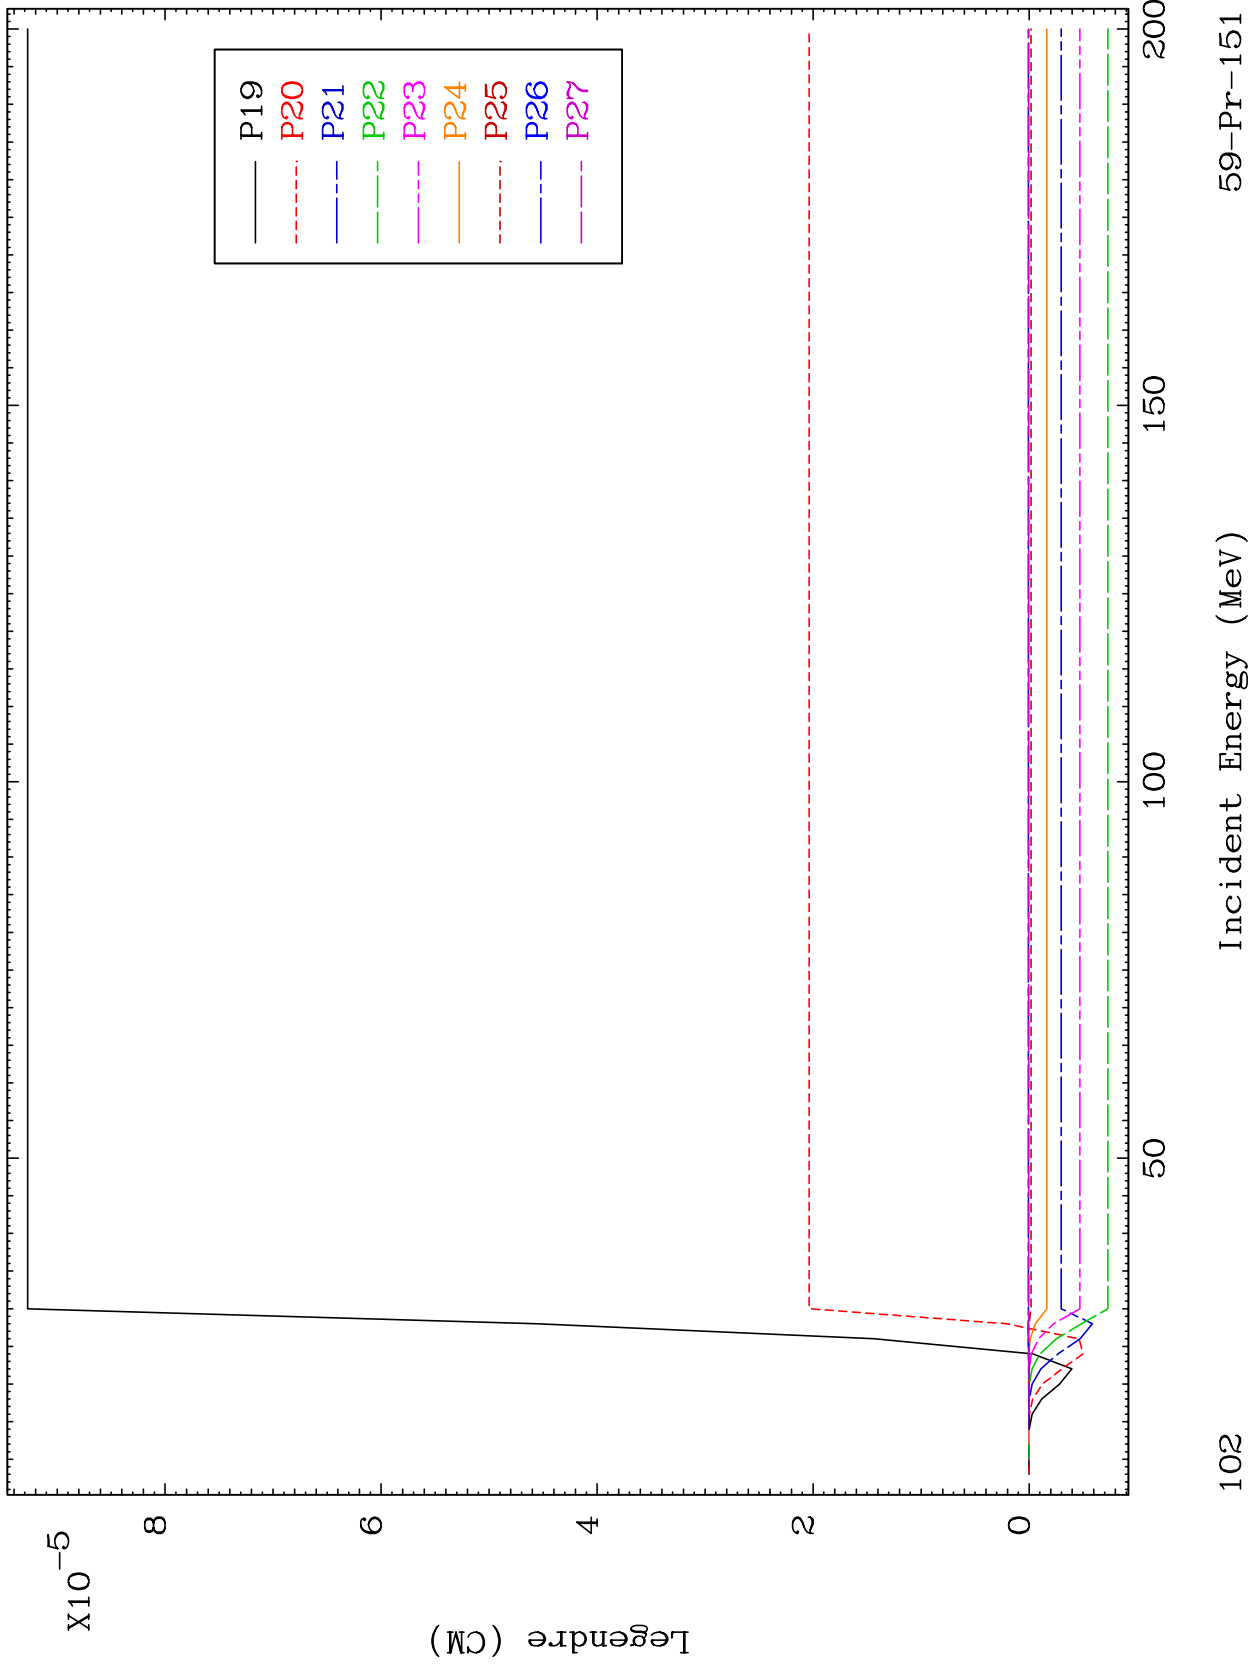 X10-5
Legendre (CM)
8
6
4
2
0
P19
P20
P21
P22
P23
P24
P25
P26
P27
50
100
150
200
Incident Energy (MeV)
102
59-Pr-151